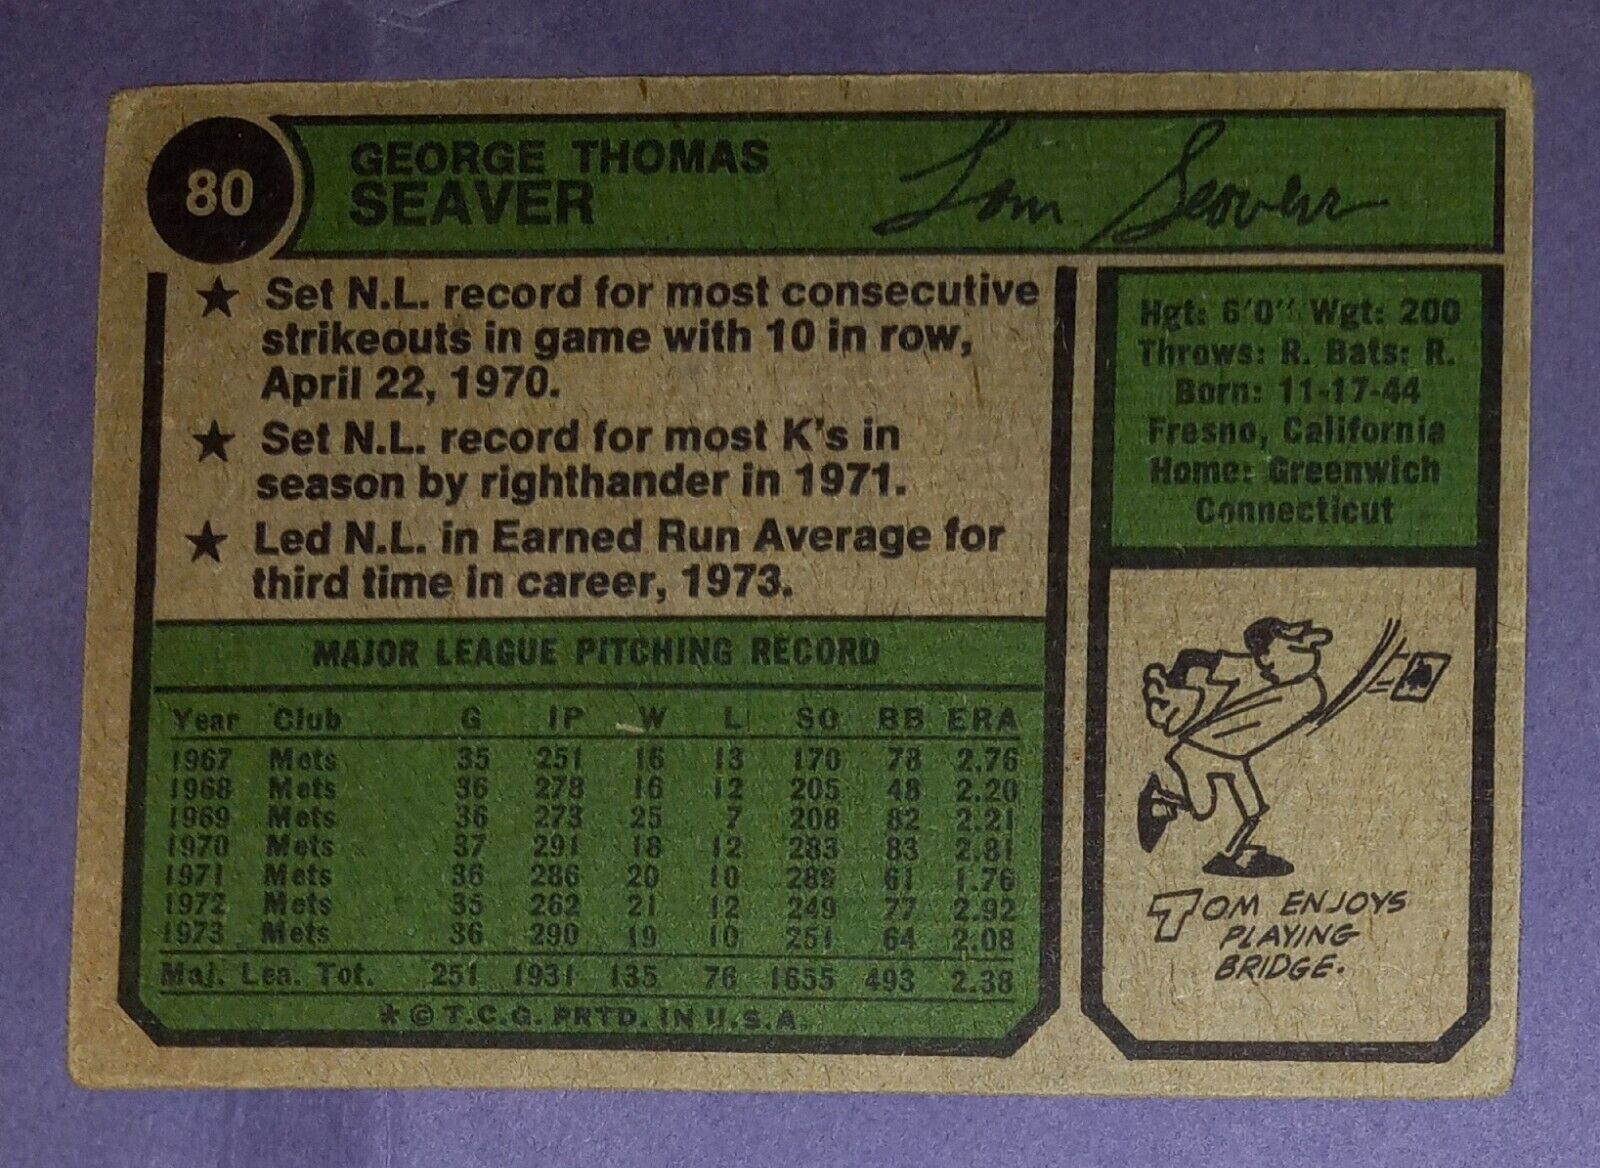 80
GEORGE THOMAS
SEAVER
Tom Seaver
★ Set N.L. record for most consecutive
strikeouts in game with 10 in row,
April 22, 1970.
★ Set N.L. record for most K's in
season by righthander in 1971.
★ Led N.L. in Earned Run Average for
third time in career, 1973.
Hgt: 6'0" Wgt: 200
Throws: R. Bats: R.
Born: 11-17-44
Fresno, California
Home: Greenwich
Connecticut
MAJOR LEAGUE PITCHING RECORD
Year Club G IP W L SO BB ERA
1967 Mets 35 251 16 13 170 78 2.76
1968 Mets 36 278 16 12 205 48 2.20
1969 Mets 36 273 25 7 208 82 2.21
1970 Mets 37 291 18 12 283 83 2.81
1971 Mets 36 286 20 10 289 61 1.76
1972 Mets 35 262 21 12 249 77 2.92
1973 Mets 36 290 19 10 251 64 2.08
Maj. Lea. Tot. 251 1931 135 76 1655 493 2.38
* © T.C.G. PRTD. IN U.S.A.
TOM ENJOYS
PLAYING
BRIDGE.